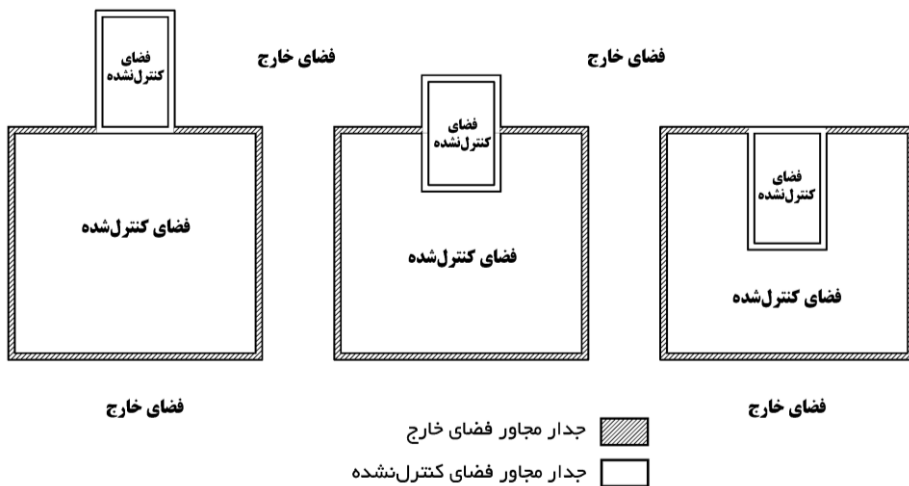 فضای
کنترل‌نشده
فضای خارج
فضای خارج
فضای
کنترل‌نشده
فضای
کنترل‌نشده
فضای کنترل‌شده
فضای کنترل‌شده
فضای کنترل‌شده
فضای خارج
فضای خارج
جدار مجاور فضای خارج
جدار مجاور فضای کنترل‌نشده